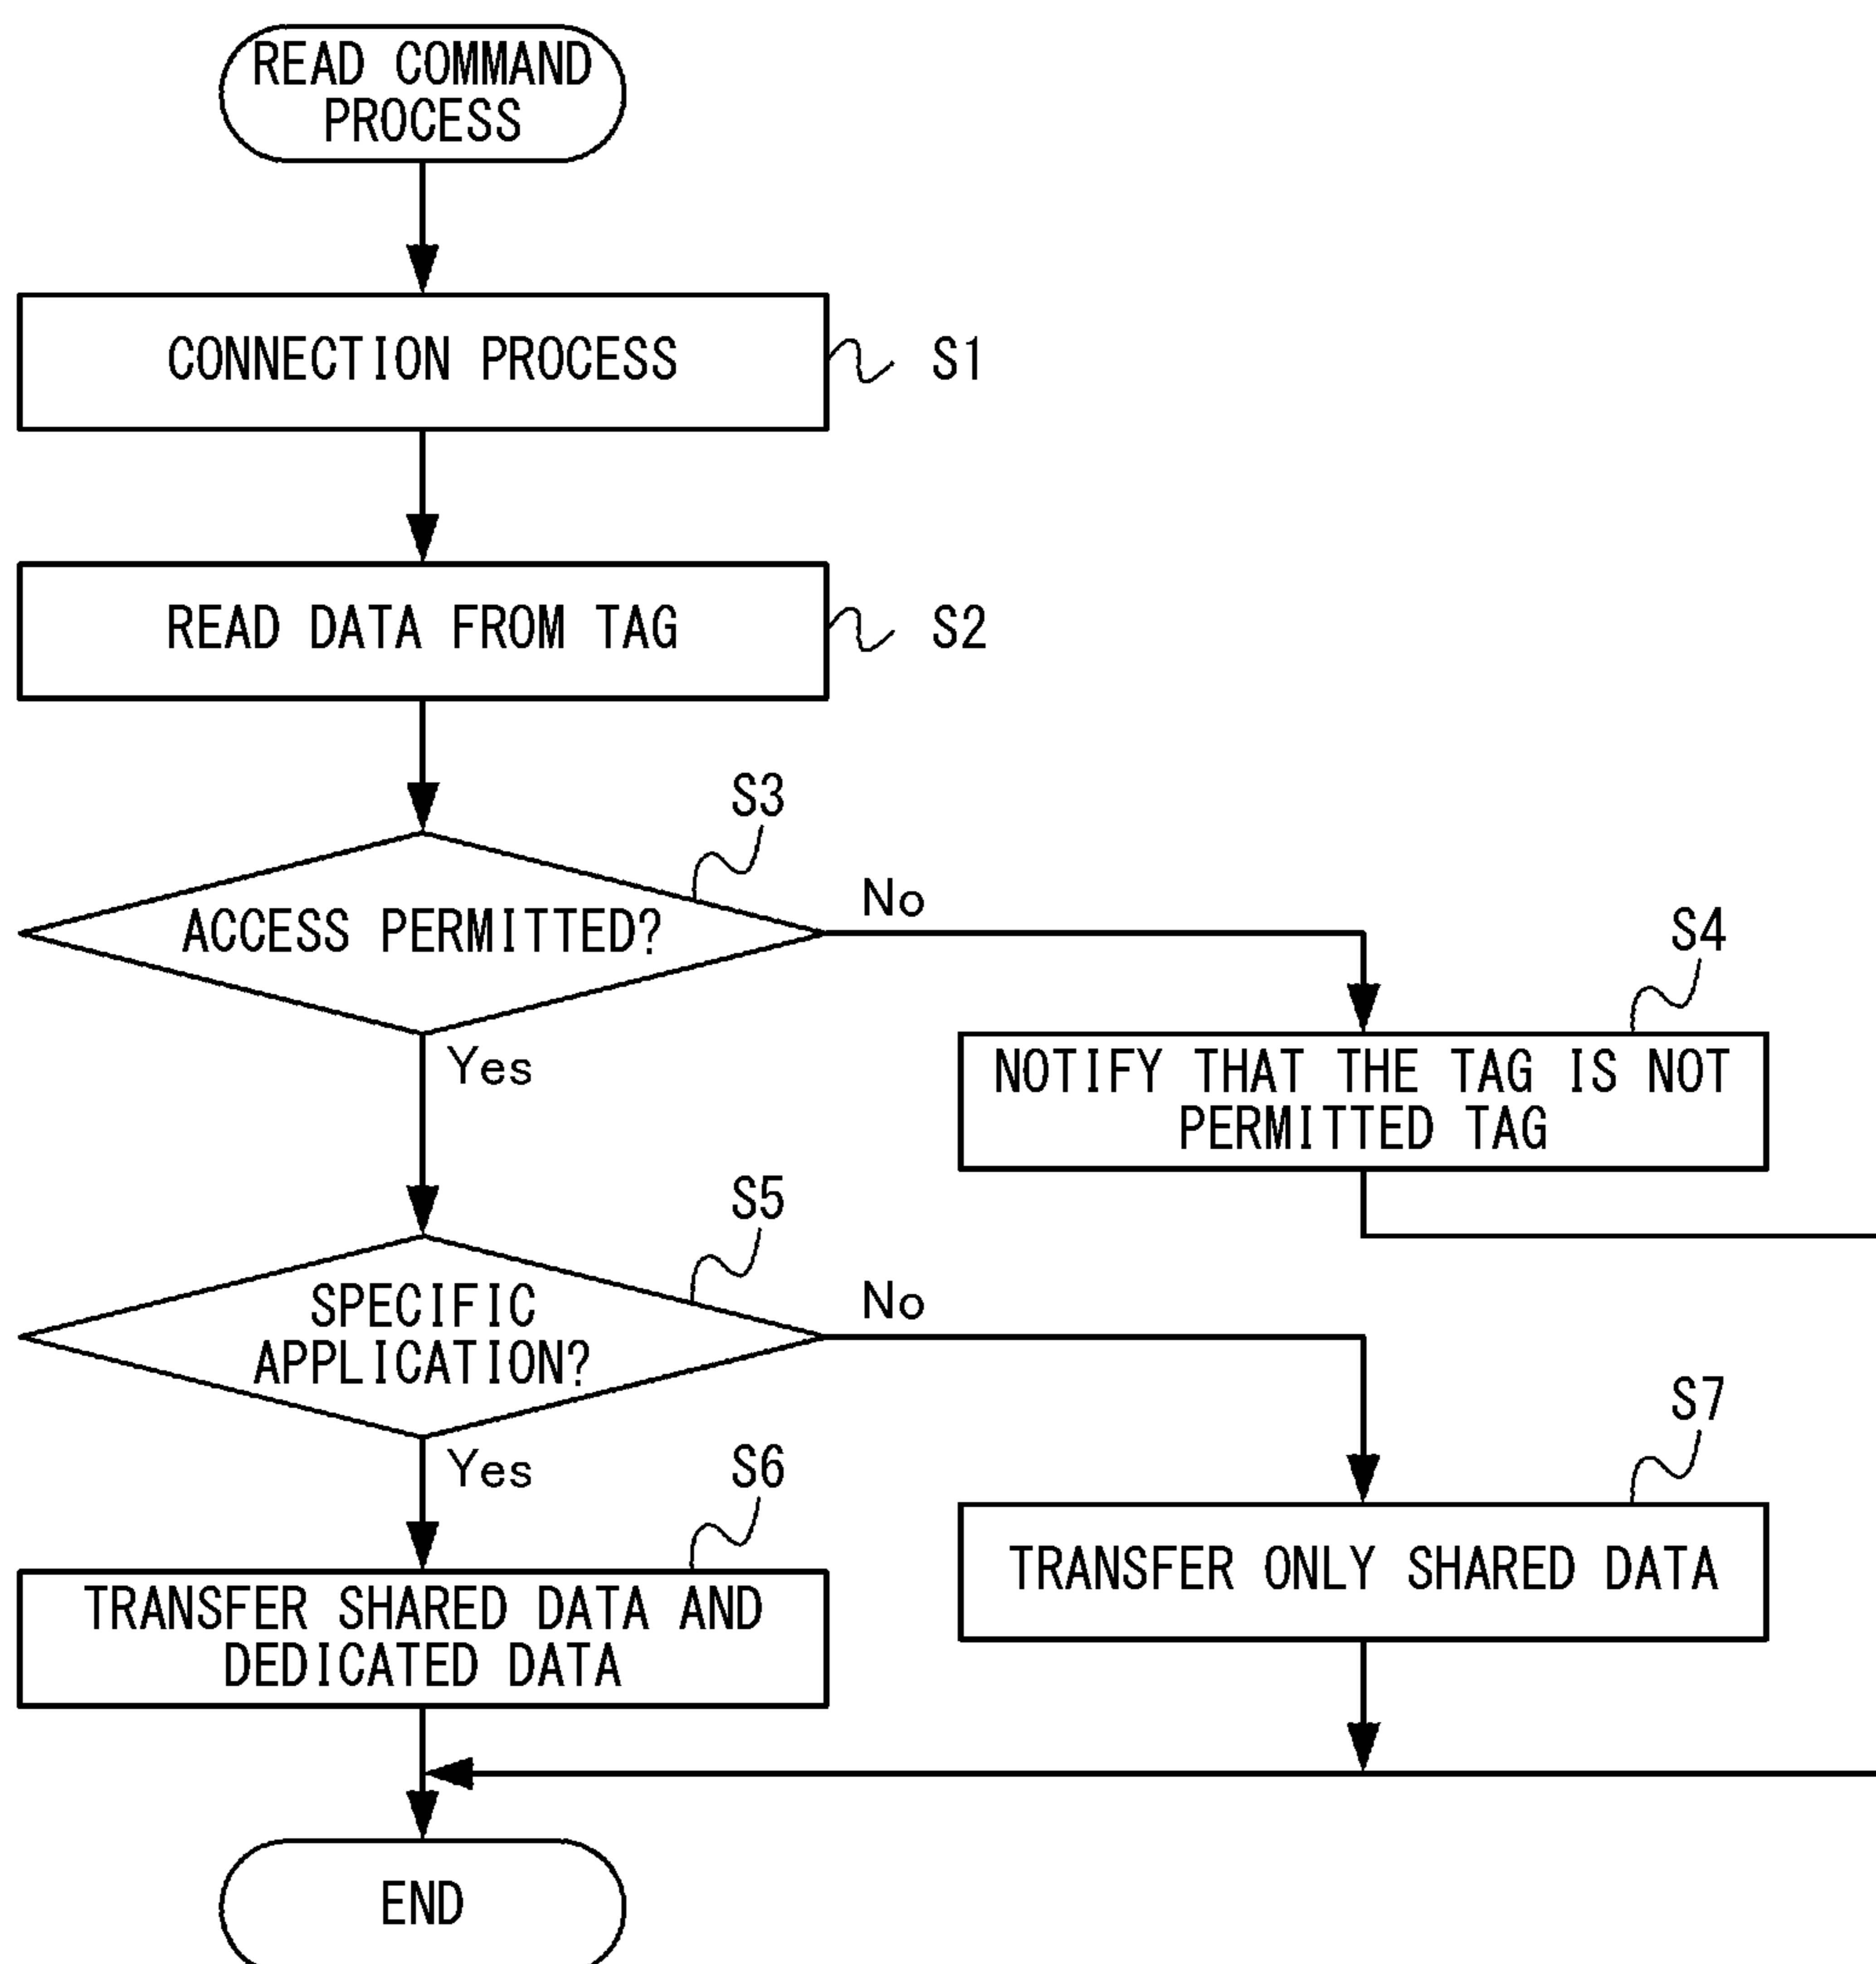 READ COMMAND
PROCESS
CONNECTION PROCESS
S1
READ DATA FROM TAG
S2
S3
ACCESS PERMITTED?
No
Yes
S4
NOTIFY THAT THE TAG IS NOT
PERMITTED TAG
S5
SPECIFIC
APPLICATION?
No
Yes
S6
TRANSFER SHARED DATA AND
DEDICATED DATA
S7
TRANSFER ONLY SHARED DATA
END